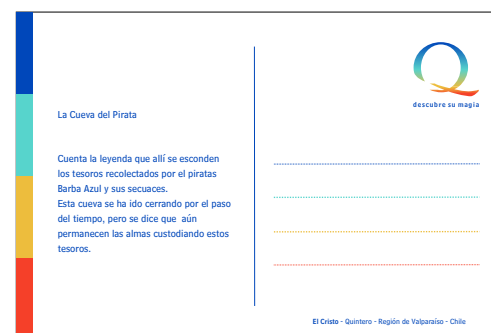 La Cueva del Pirata
Cuenta la leyenda que allí se esconden
los tesoros recolectados por el piratas
Barba Azul y sus secuaces.
Esta cueva se ha ido cerrando por el paso
del tiempo, pero se dice que aún
permanecen las almas custodiando estos
tesoros.
Q
descubre su magia
El Cristo - Quintero - Región de Valparaíso - Chile